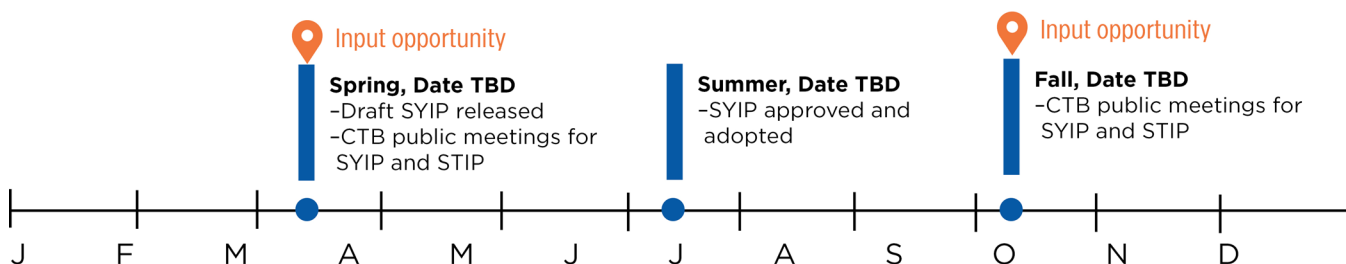 Input opportunity
Spring, Date TBD
–Draft SYIP released
–CTB public meetings for
SYIP and STIP
Summer, Date TBD
–SYIP approved and
adopted
Input opportunity
Fall, Date TBD
–CTB public meetings for
SYIP and STIP
J F M A M J J A S O N D